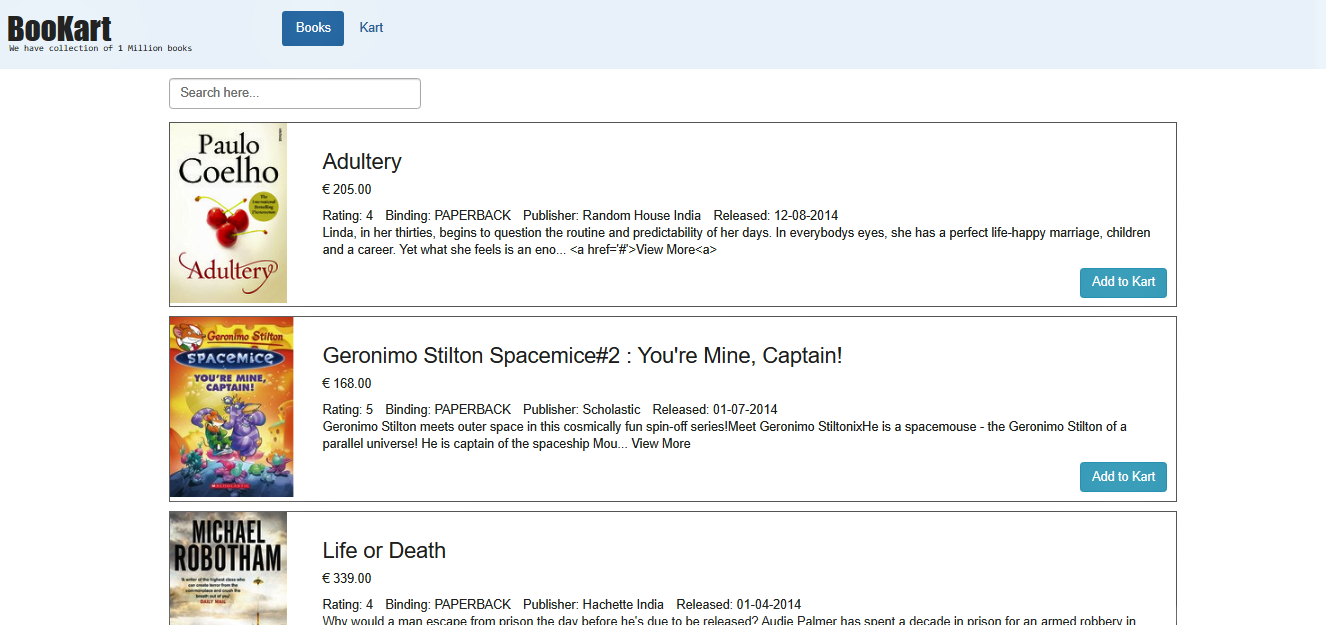 BooKart
We have collection of 1 Million books
Books
Kart
Search here...
Paulo
Coelho
Adultery
Adultery
€ 205.00
Rating: 4 Binding: PAPERBACK Publisher: Random House India Released: 12-08-2014
Linda, in her thirties, begins to question the routine and predictability of her days. In everybodys eyes, she has a perfect life-happy marriage, children
and a career. Yet what she feels is an eno... <a href='#'>View More<a>
Add to Kart
Geronimo Stilton
SPACEMICE
YOU'RE MINE,
CAPTAIN!
SCHOLASTIC
Geronimo Stilton Spacemice#2 : You're Mine, Captain!
€ 168.00
Rating: 5 Binding: PAPERBACK Publisher: Scholastic Released: 01-07-2014
Geronimo Stilton meets outer space in this cosmically fun spin-off series!Meet Geronimo StiltonixHe is a spacemouse - the Geronimo Stilton of a
parallel universe! He is captain of the spaceship Mou... View More
Add to Kart
MICHAEL
ROBOTHAM
DAILY MAIL
Life or Death
€ 339.00
Rating: 4 Binding: PAPERBACK Publisher: Hachette India Released: 01-04-2014
Why would a man escape from prison the day before he's due to be released? Audie Palmer has spent a decade in prison for an armed robbery in